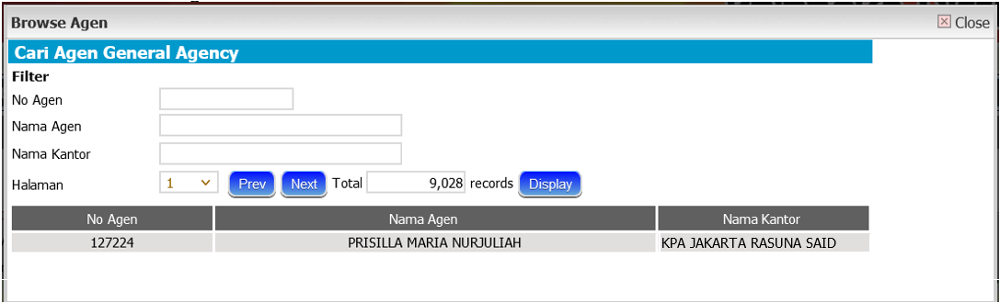 Browse Agen
Close
Cari Agen General Agency
Filter
No Agen
Nama Agen
Nama Kantor
Halaman 1 Prev Next Total 9,028 records Display
No Agen Nama Agen Nama Kantor
127224 PRISILLA MARIA NURJULIAH KPA JAKARTA RASUNA SAID